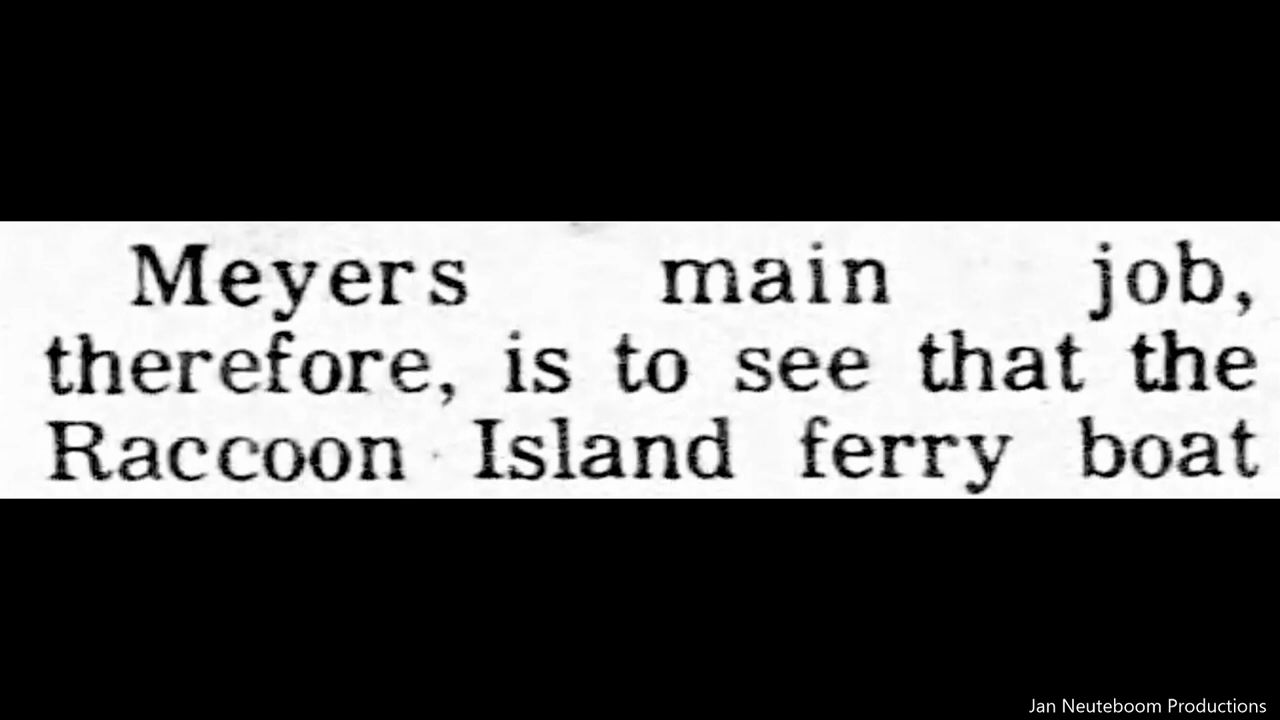 Meyers main job,
therefore, is to see that the
Raccoon Island ferry boat
Jan Neuteboom Productions